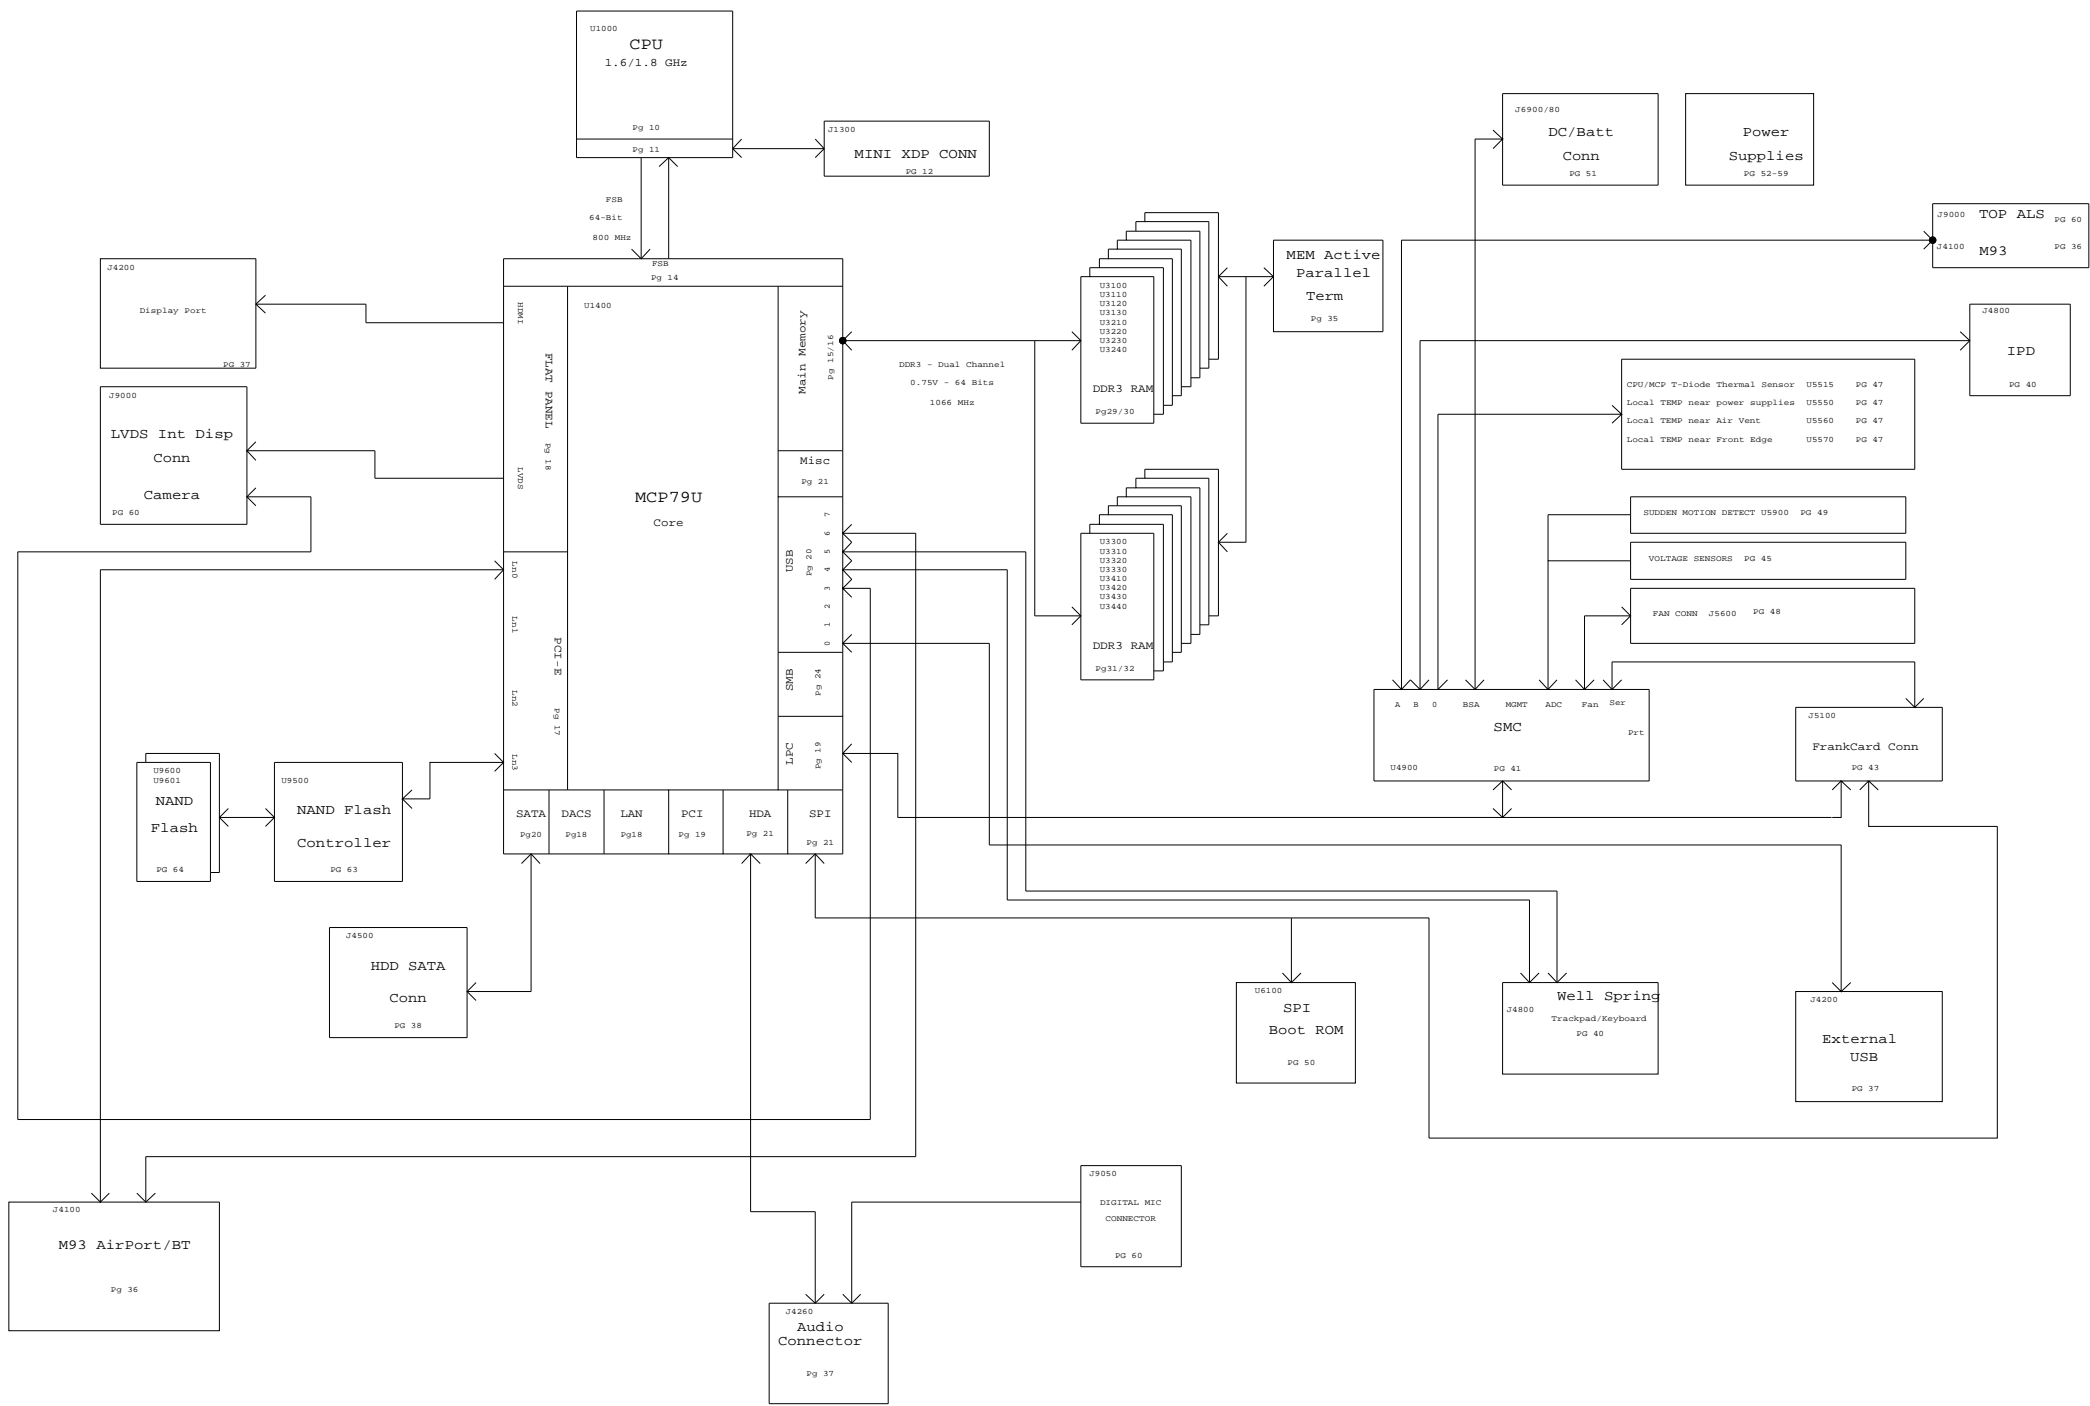 U1000
CPU
1.6/1.8 GHz
Pg 10
Pg 11
J1300
MINI XDP CONN
PG 12
FSB
64-Bit
800 MHz
J6900/80
DC/Batt
Conn
PG 51
Power
Supplies
PG 52-59
J9000 TOP ALS PG 60
J4100 M93 PG 36
J4200
Display Port
PG 37
J9000
LVDS Int Disp
Conn
Camera
PG 60
FSB
Pg 14
HDMI
FLAT PANEL
Pg 18
LVDS
U1400
MCP79U
Core
Main Memory
Pg 15/16
Misc
Pg 21
USB
Pg 20
7
6
5
4
3
2
1
0
SMB
Pg 24
LPC
Pg 19
Ln0
Ln1
Ln2
Ln3
PCI-E
Pg 17
SATA
Pg20
DACS
Pg18
LAN
Pg18
PCI
Pg 19
HDA
Pg 21
SPI
Pg 21
DDR3 - Dual Channel
0.75V - 64 Bits
1066 MHz
U3100
U3110
U3120
U3130
U3210
U3220
U3230
U3240
DDR3 RAM
Pg29/30
MEM Active
Parallel
Term
Pg 35
U3300
U3310
U3320
U3330
U3410
U3420
U3430
U3440
DDR3 RAM
Pg31/32
J4800
IPD
PG 40
CPU/MCP T-Diode Thermal Sensor U5515 PG 47
Local TEMP near power supplies U5550 PG 47
Local TEMP near Air Vent U5560 PG 47
Local TEMP near Front Edge U5570 PG 47
SUDDEN MOTION DETECT U5900 PG 49
VOLTAGE SENSORS PG 45
FAN CONN J5600 PG 48
A B 0 BSA MGMT ADC Fan Ser
SMC
Prt
U4900
PG 41
J5100
FrankCard Conn
PG 43
U9600
U9601
NAND
Flash
PG 64
U9500
NAND Flash
Controller
PG 63
J4500
HDD SATA
Conn
PG 38
U6100
SPI
Boot ROM
PG 50
Well Spring
J4800
Trackpad/Keyboard
PG 40
J4200
External
USB
PG 37
J4100
M93 AirPort/BT
Pg 36
J9050
DIGITAL MIC
CONNECTOR
PG 60
J4260
Audio
Connector
Pg 37